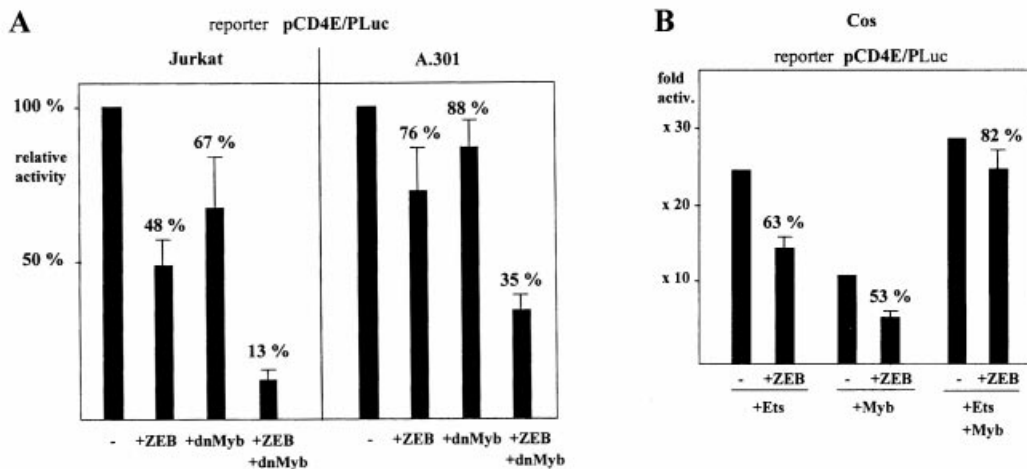 A
reporter pCD4E/PLuc
Jurkat
A.301
100 %
relative
activity
50 %
48 %
67 %
13 %
76 %
88 %
35 %
- +ZEB +dnMyb +ZEB
+dnMyb
- +ZEB +dnMyb +ZEB
+dnMyb
B
Cos
reporter pCD4E/PLuc
fold
activ.
x 30
x 20
x 10
63 %
53 %
82 %
- +ZEB - +ZEB - +ZEB
+Ets +Myb +Ets
+Myb